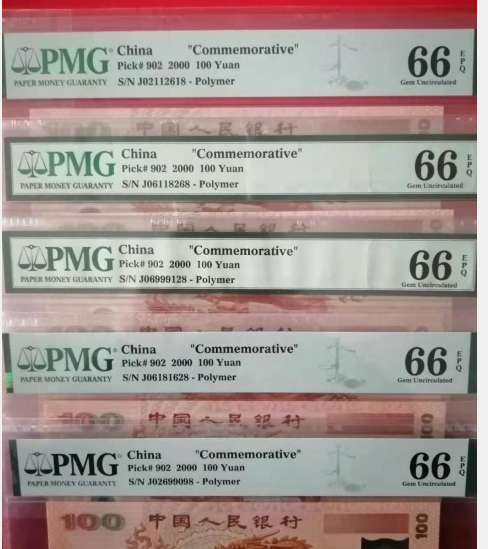 PMG China "Commemorative" 66 EPQ
Pick# 902 2000 100 Yuan
PAPER MONEY GUARANTY S/N J02112618 - Polymer Gem Uncirculated
100 中国人民银行
PMG China "Commemorative" 66 EPQ
Pick# 902 2000 100 Yuan
PAPER MONEY GUARANTY S/N J06118268 - Polymer Gem Uncirculated
PMG China "Commemorative" 66 EPQ
Pick# 902 2000 100 Yuan
PAPER MONEY GUARANTY S/N J06999128 - Polymer Gem Uncirculated
PMG China "Commemorative" 66 EPQ
Pick# 902 2000 100 Yuan
PAPER MONEY GUARANTY S/N J06181628 - Polymer Gem Uncirculated
100 中国人民银行 100
PMG China "Commemorative" 66 EPQ
Pick# 902 2000 100 Yuan
PAPER MONEY GUARANTY S/N J02699098 - Polymer Gem Uncirculated
100 中国人民银行 100